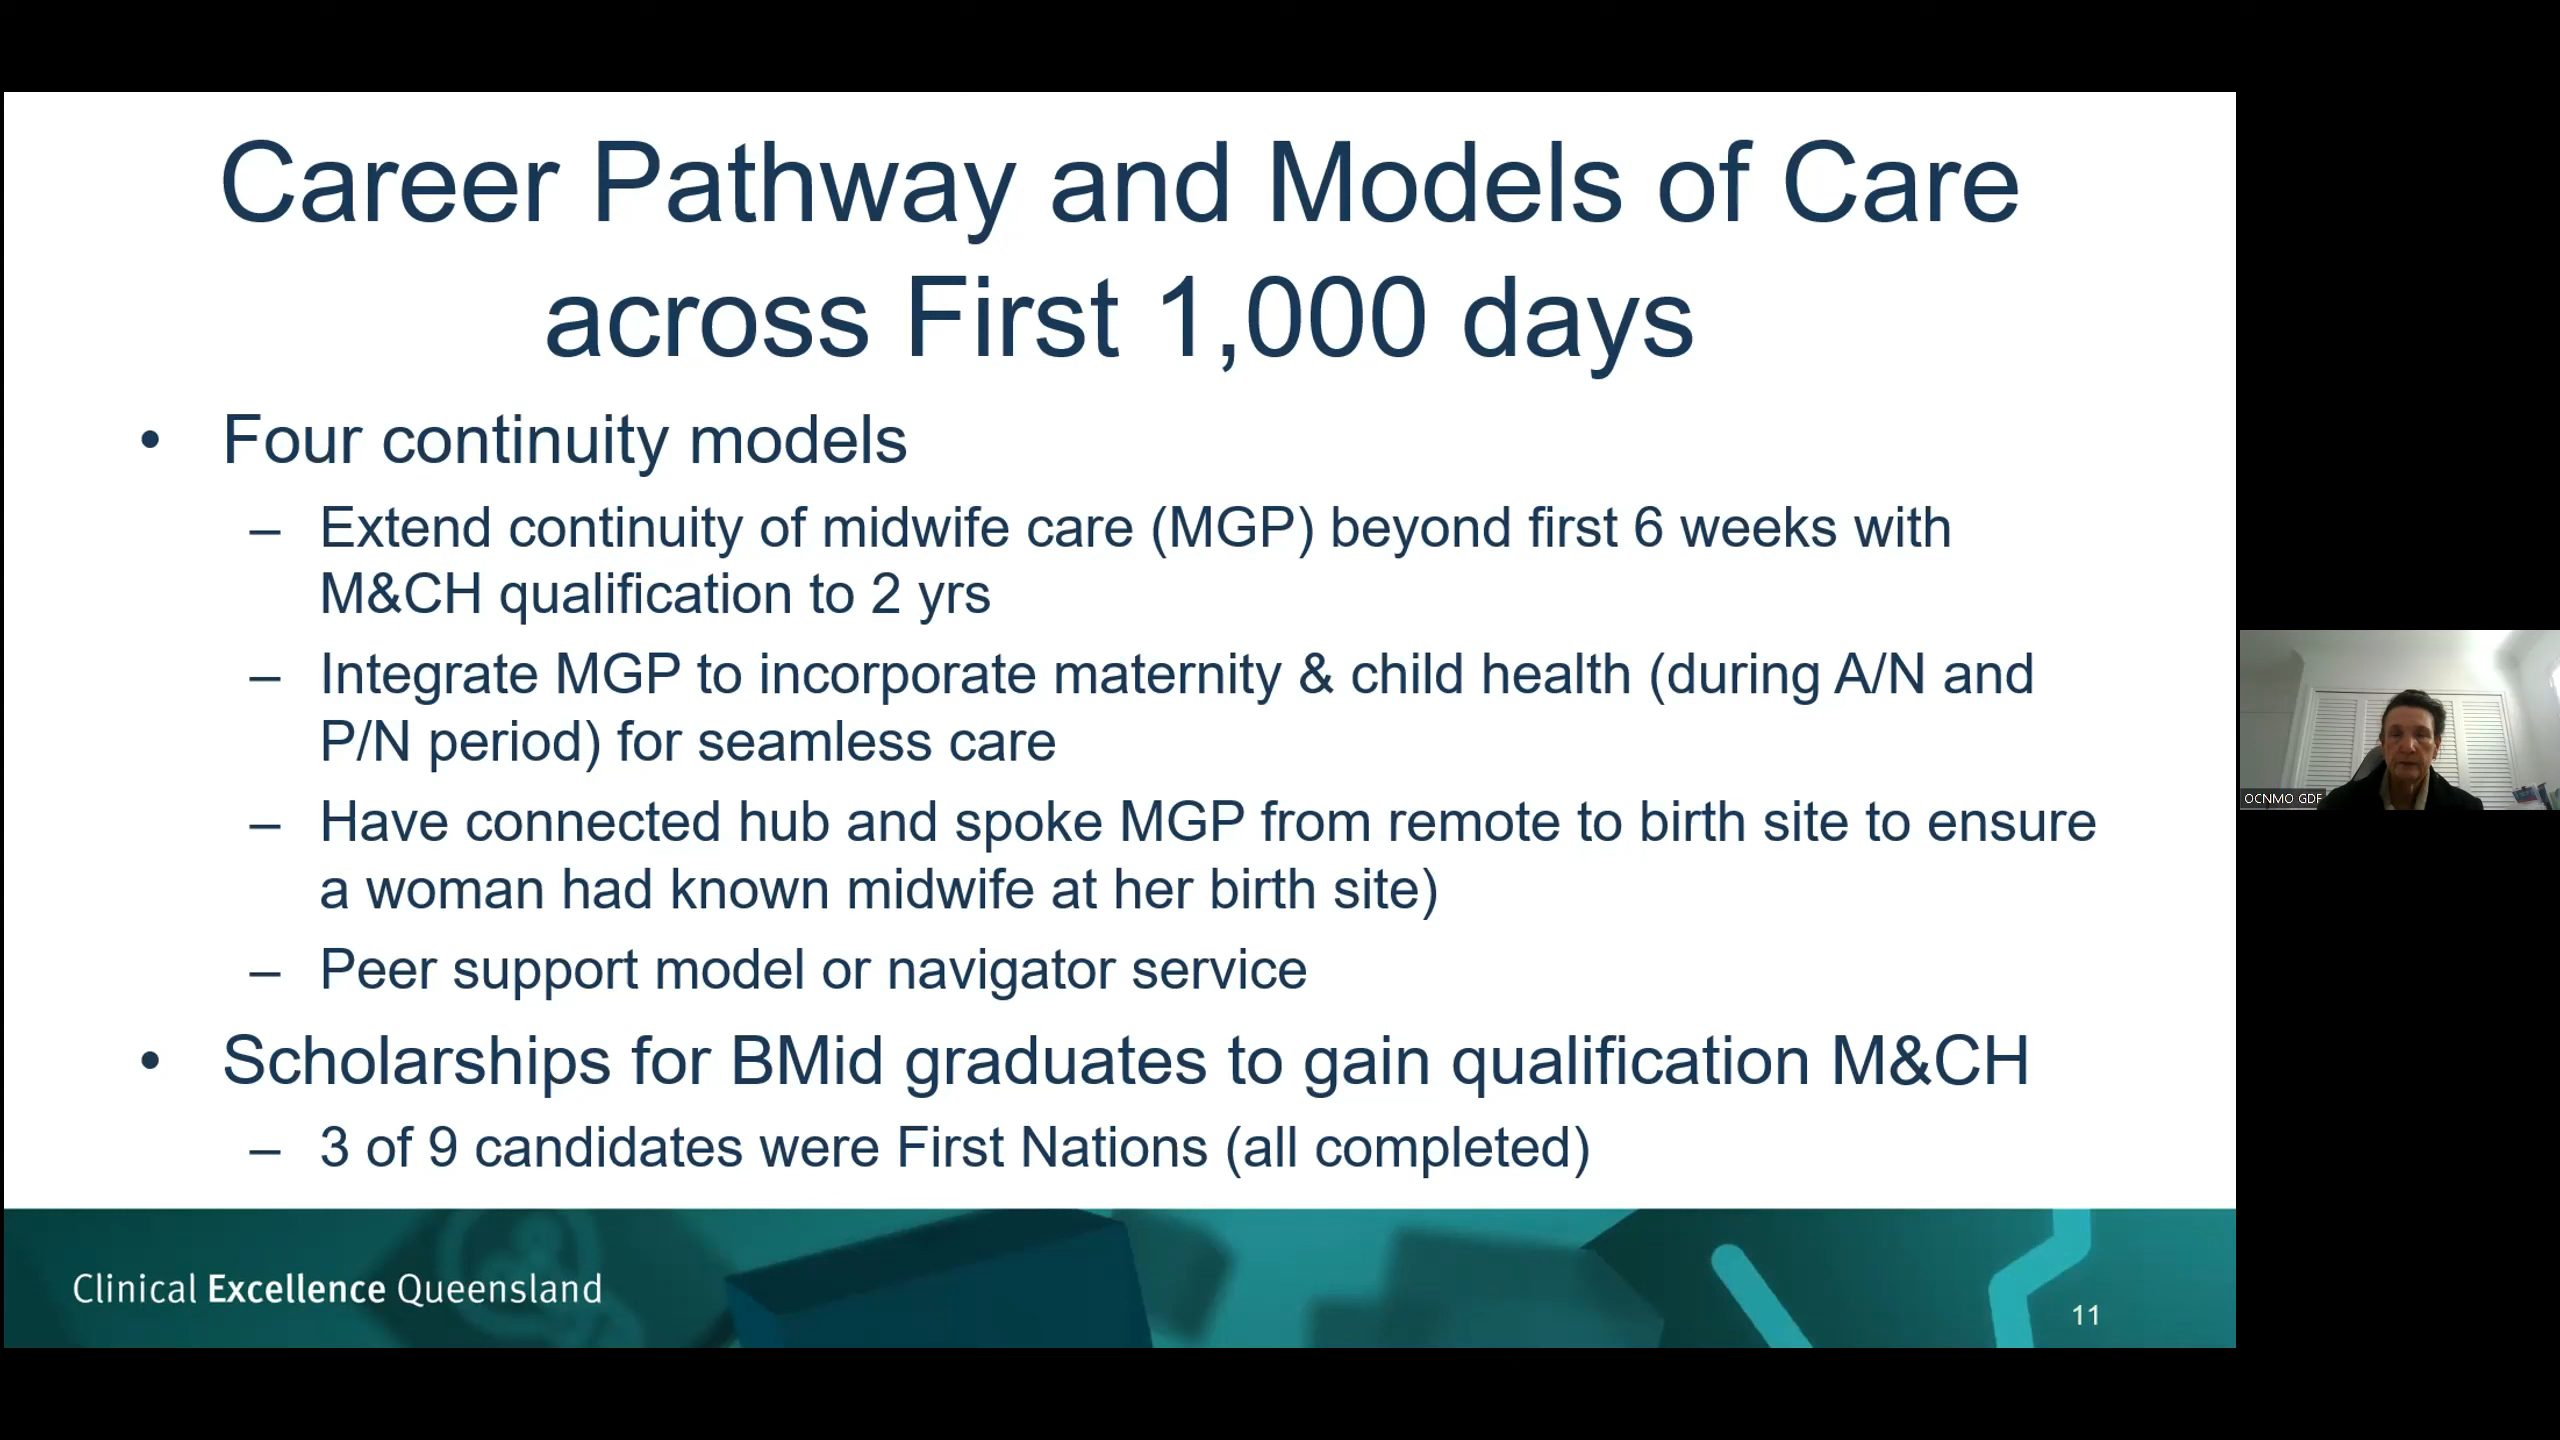 Career Pathway and Models of Care
across First 1,000 days
• Four continuity models
– Extend continuity of midwife care (MGP) beyond first 6 weeks with
M&CH qualification to 2 yrs
– Integrate MGP to incorporate maternity & child health (during A/N and
P/N period) for seamless care
– Have connected hub and spoke MGP from remote to birth site to ensure
a woman had known midwife at her birth site)
– Peer support model or navigator service
• Scholarships for BMid graduates to gain qualification M&CH
– 3 of 9 candidates were First Nations (all completed)
Clinical Excellence Queensland
11
OCNMO GDF